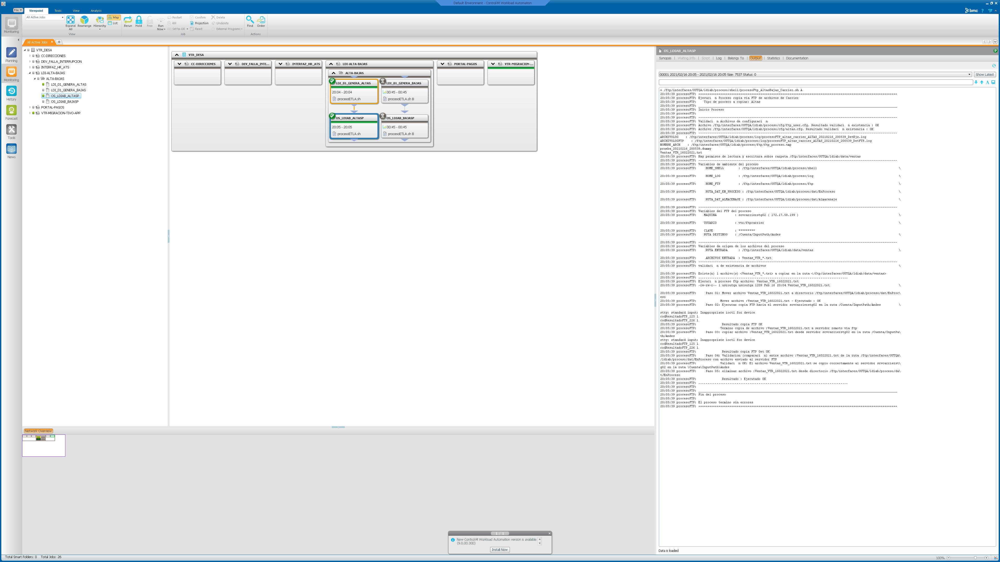 Default Environment - Control-M Workload Automation
File
Viewpoint
Tools
View
Analysis
bmc
All Active Jobs
Expand All
Rearrange
Hierarchy
Map
List
View
Rerun
Hold
Free
Run Now
Restart
Kill
Set to OK
Confirm
Projection
React
Delete
Undelete
External Programs
Job
Find
Order
Actions
Monitoring
Planning
Monitoring
History
Forecast
Tools
News
All Active Jobs
VTR_DESA
CC-DIRECCIONES
DEV_FALLA_INTERRUPCION
INTERFAZ_HR_ATS
LDI-ALTA-BAJAS
ALTA-BAJAS
LDI_01_GENERA_ALTAS
LDI_01_GENERA_BAJAS
OS_LDIAB_ALTASP
OS_LDIAB_BAJASP
PORTAL-PAGOS
VTR-MIGRACION-TIVO-APP
VTR_DESA
CC-DIRECCIONES
DEV_FALLA_INTE...
INTERFAZ_HR_ATS
LDI-ALTA-BAJAS
PORTAL-PAGOS
VTR-MIGRACION-...
ALTA-BAJAS
LDI_01_GENERA_ALTAS
20:04 - 20:04
procesoETLA.sh
LDI_01_GENERA_BAJAS
00:45 - 00:45
procesoETLA.sh B
OS_LDIAB_ALTASP
20:05 - 20:05
procesoETLA.sh
OS_LDIAB_BAJASP
00:45 - 00:45
procesoETLA.sh B
OS_LDIAB_ALTASP
Synopsis | Waiting Info | Script | Log | Belongs To | Output | Statistics | Documentation
00001 2021/02/16 20:05 - 2021/02/16 20:05 Size: 7537 Status: 0
Show Latest
+ /ftp/interfaces/OUTQA/ldiab/proceso/shell/procesoFtp_AltasBajas_Carrier.sh A
20:05:39 procesoFTP: =============================================================================================================
20:05:39 procesoFTP: Ejecuci  n Proceso copia via FTP de archivos de Carrier
20:05:39 procesoFTP:    Tipo de proceco a copiar: Altas
20:05:39 procesoFTP: _____________________________________________________________________________________________________________
20:05:39 procesoFTP: Inicio Proceso
20:05:39 procesoFTP:
20:05:39 procesoFTP: -------------------------------------------------------------------------------------------------------------
20:05:39 procesoFTP: Validaci  n Archivos de configuraci  n
20:05:39 procesoFTP: Archivo /ftp/interfaces/OUTQA/ldiab/proceso/cfg/ftp_user.cfg. Resultado validaci  n existencia : OK
20:05:39 procesoFTP: Archivo /ftp/interfaces/OUTQA/ldiab/proceso/cfg/altas.cfg. Resultado validaci  n existencia : OK
20:05:39 procesoFTP: -------------------------------------------------------------------------------------------------------------
ARCHIVOLOG    : /ftp/interfaces/OUTQA/ldiab/proceso/log/procesoFTP_altas_carrier_ALTAS_20210216_200539_DetEje.log
ARCHIVOLOGFTP    : /ftp/interfaces/OUTQA/ldiab/proceso/log/procesoFTP_altas_carrier_ALTAS_20210216_200539_DetFTP.log
NOMBRE_ARCH    : /ftp/interfaces/OUTQA/ldiab/proceso/ftp/ftp_proceso.tmp
prueba_20210216_200539.dummy
Ventas_VTR_16022021.txt
20:05:39 procesoFTP: Hay permisos de lectura y escritura sobre carpeta /ftp/interfaces/OUTQA/ldiab/data/ventas
20:05:39 procesoFTP: -------------------------------------------------------------------------------------------------------------
20:05:39 procesoFTP: Variables de ambiente del proceso
20:05:39 procesoFTP:     HOME_SHELL        : /ftp/interfaces/OUTQA/ldiab/proceso/shell \
20:05:39 procesoFTP:     HOME_LOG          : /ftp/interfaces/OUTQA/ldiab/proceso/log \
20:05:39 procesoFTP:     HOME_FTP          : /ftp/interfaces/OUTQA/ldiab/proceso/ftp \
20:05:39 procesoFTP:     RUTA_DAT_EN_PROCESO : /ftp/interfaces/OUTQA/ldiab/proceso/dat/EnProceso \
20:05:39 procesoFTP:     RUTA_DAT_ALMACENAJE : /ftp/interfaces/OUTQA/ldiab/proceso/dat/Almacenaje \
20:05:39 procesoFTP: -------------------------------------------------------------------------------------------------------------
20:05:39 procesoFTP: Variables del FTP del proceso
20:05:39 procesoFTP:    MAQUINA          : srvcarrierstg02 ( 172.17.58.199 ) \
20:05:39 procesoFTP:    USUARIO          : vtr/ftpcarrier \
20:05:39 procesoFTP:    CLAVE            : *********
20:05:39 procesoFTP:    RUTA DESTINOO    : /Cuenta/InputPath/Andes \
20:05:39 procesoFTP: -------------------------------------------------------------------------------------------------------------
20:05:39 procesoFTP: Variables de origen de los archivos del proceso
20:05:39 procesoFTP:     RUTA ENTRADA      : /ftp/interfaces/OUTQA/ldiab/data/ventas \
20:05:39 procesoFTP:     ARCHIVOS ENTRADA  : Ventas_VTR_*.txt
20:05:39 procesoFTP: -------------------------------------------------------------------------------------------------------------
20:05:39 procesoFTP: validaci  n de existencia de archivos \
20:05:39 procesoFTP: Existe(n) 1 archivo(s) <Ventas_VTR_*.txt> a copiar en la ruta </ftp/interfaces/OUTQA/ldiab/data/ventas>
20:05:39 procesoFTP: ..................................................................................
20:05:39 procesoFTP: Ejecuci  n proceso ftp archivo: Ventas_VTR_16022021.txt
20:05:39 procesoFTP: -rw-rw-r-- 1 usroutqa usroutqa 1209 Feb 16 20:04 Ventas_VTR_16022021.txt \
20:05:39 procesoFTP:     Paso 01: Mover archivo Ventas_VTR_16022021.txt a directorio /ftp/interfaces/OUTQA/ldiab/proceso/dat/EnProc\
eso
20:05:39 procesoFTP:             Mover archivo :Ventas_VTR_16022021.txt - Ejecutado : OK
20:05:39 procesoFTP:     Paso 02: Ejecutar copia FTP hacia el servidor srvcarrierstg02 en la ruta /Cuenta/InputPath/Andes \
stty: standard input: Inappropriate ioctl for device
codResultadoFTP_125 1
codResultadoFTP_226 1
20:05:39 procesoFTP:              Resultado copia FTP OK
20:05:39 procesoFTP:             Termino copia de archivo :Ventas_VTR_16022021.txt a servidor remoto via ftp
20:05:39 procesoFTP:     Paso 03: copiar archivo :Ventas_VTR_16022021.txt desde servidor srvcarrierstg02 en la ruta /Cuenta/InputPa\
th/Andes
stty: standard input: Inappropriate ioctl for device
codResultadoFTP_125 1
codResultadoFTP_226 1
20:05:39 procesoFTP:              Resultado copia FTP Get OK
20:05:39 procesoFTP:     Paso 04: Validacion (comparaci  n) entre archivo :Ventas_VTR_16022021.txt de la ruta /ftp/interfaces/OUTQA\
/ldiab/proceso/dat/EnProceso con archivo enviado al servidor FTP
20:05:39 procesoFTP:             Validaci  n OK: El archivo Ventas_VTR_16022021.txt se copio correctamente al servidor srvcarrierst\
g02 en la ruta \Cuenta\InputPath\Andes
20:05:39 procesoFTP:     Paso 05: eliminar archivo :Ventas_VTR_16022021.txt desde directorio /ftp/interfaces/OUTQA/ldiab/proceso/da\
t/EnProceso
20:05:39 procesoFTP:              Resultado : Ejecutado OK
20:05:39 procesoFTP: ..................................................................................
20:05:39 procesoFTP:
20:05:39 procesoFTP: _____________________________________________________________________________________________________________
20:05:39 procesoFTP: Fin del proceso
20:05:39 procesoFTP:
20:05:39 procesoFTP: El proceso termino sin errores
20:05:39 procesoFTP: =============================================================================================================
Data is loaded
Network Overview
1 / 1
New Control-M Workload Automation version is available
(9.0.00.300)
Install Now
Total Smart Folders: 0 Total Jobs: 26
100%